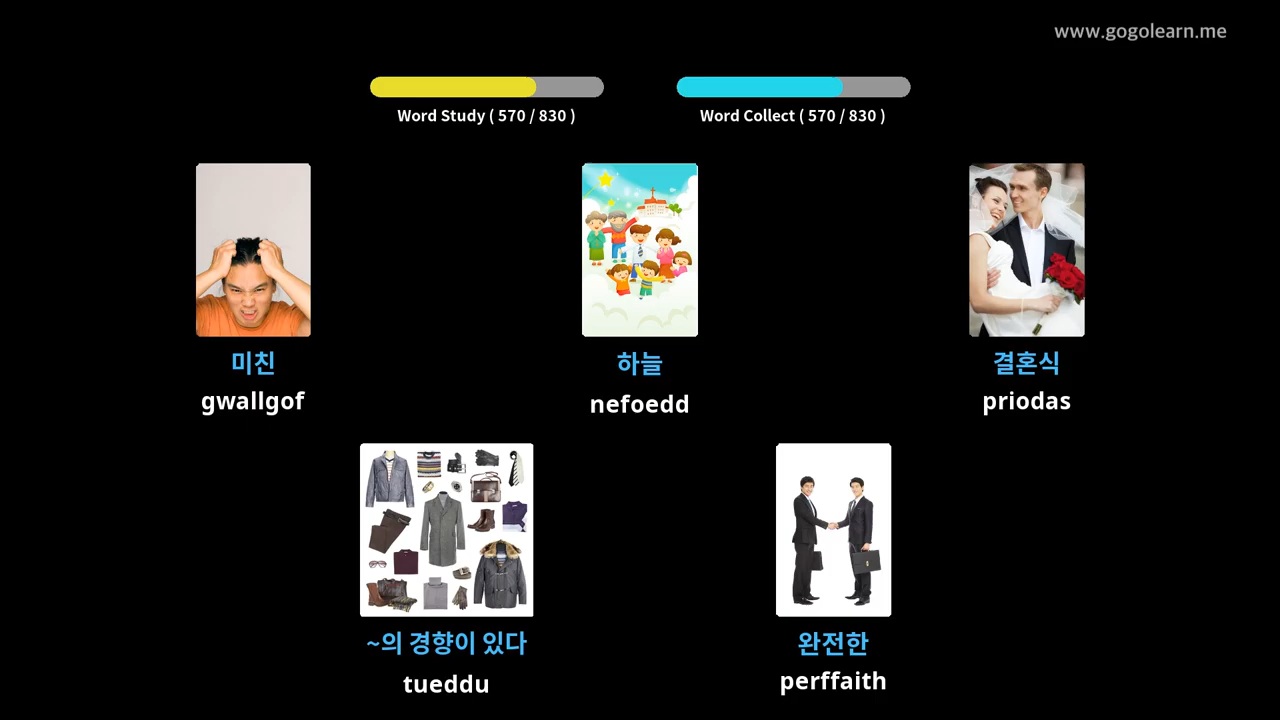 www.gogolearn.me
Word Study ( 570 / 830 )
Word Collect ( 570 / 830 )
미친
gwallgof
하늘
nefoedd
결혼식
priodas
~의 경향이 있다
tueddu
완전한
perffaith